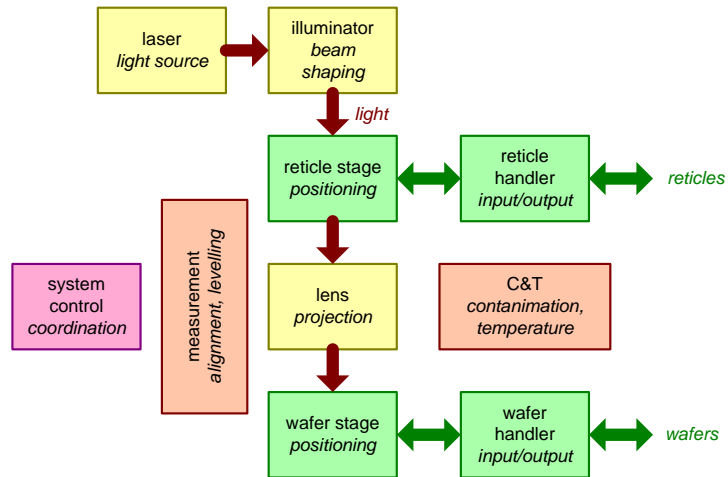 laser
light source
illuminator
beam
shaping
light
reticle stage
positioning
reticle
handler
input/output
reticles
system
control
coordination
measurement
alignment, levelling
lens
projection
C&T
contanimation,
temperature
wafer stage
positioning
wafer
handler
input/output
wafers